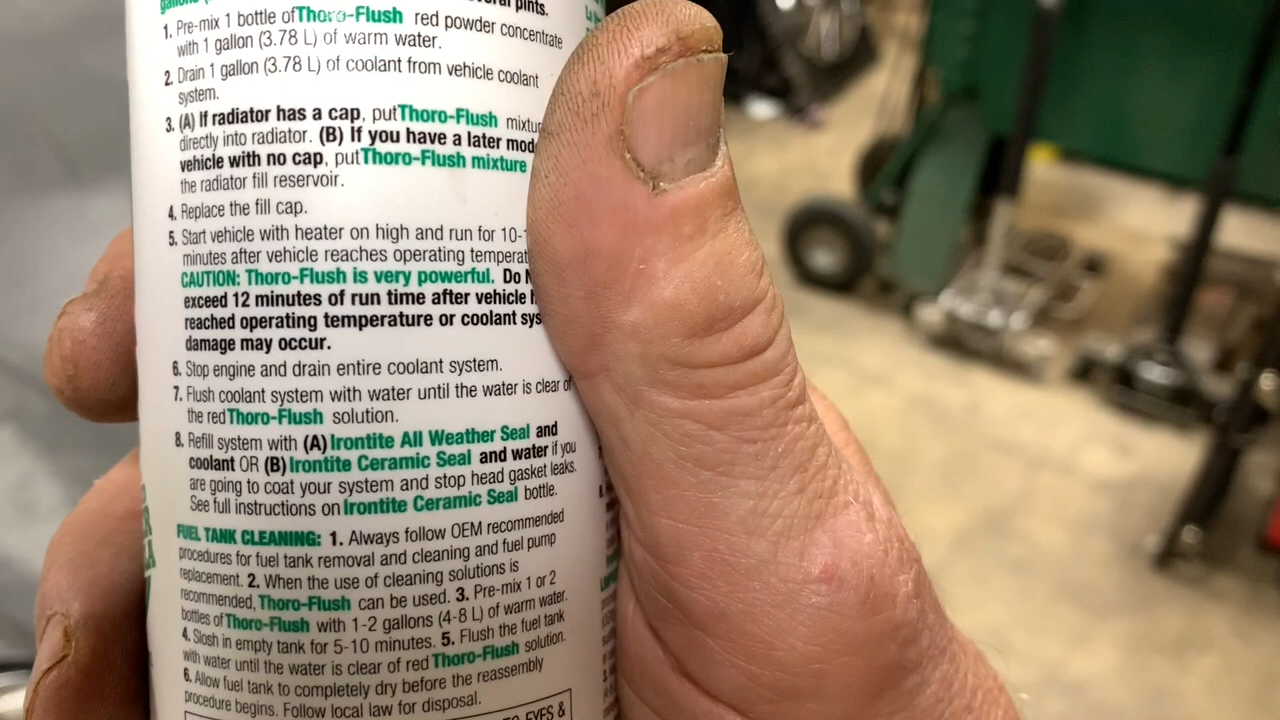 gallons
pints.
1. Pre-mix 1 bottle of Thoro-Flush red powder concentrate
with 1 gallon (3.78 L) of warm water.
2. Drain 1 gallon (3.78 L) of coolant from vehicle coolant
system.
3. (A) If radiator has a cap, put Thoro-Flush
directly into radiator. (B) If you have a later
vehicle with no cap, put Thoro-Flush mixture
the radiator fill reservoir.
4. Replace the fill cap.
5. Start vehicle with heater on high and run for 10-
minutes after vehicle reaches operating
CAUTION: Thoro-Flush is very powerful. Do
exceed 12 minutes of run time after vehicle
reached operating temperature or coolant
damage may occur.
6. Stop engine and drain entire coolant system.
7. Flush coolant system with water until the water is clear of
the red Thoro-Flush solution.
8. Refill system with (A) Irontite All Weather Seal and
coolant OR (B) Irontite Ceramic Seal and water if you
are going to coat your system and stop head gasket leaks.
See full instructions on Irontite Ceramic Seal bottle.
FUEL TANK CLEANING: 1. Always follow OEM recommended
procedures for fuel tank removal and cleaning and fuel pump
replacement. 2. When the use of cleaning solutions is
recommended, Thoro-Flush can be used. 3. Pre-mix 1 or 2
bottles of Thoro-Flush with 1-2 gallons (4-8 L) of warm water.
4. Slosh in empty tank for 5-10 minutes. 5. Flush the fuel tank
with water until the water is clear of red Thoro-Flush solution.
6. Allow fuel tank to completely dry before the reassembly
procedure begins. Follow local law for disposal.
EYES &